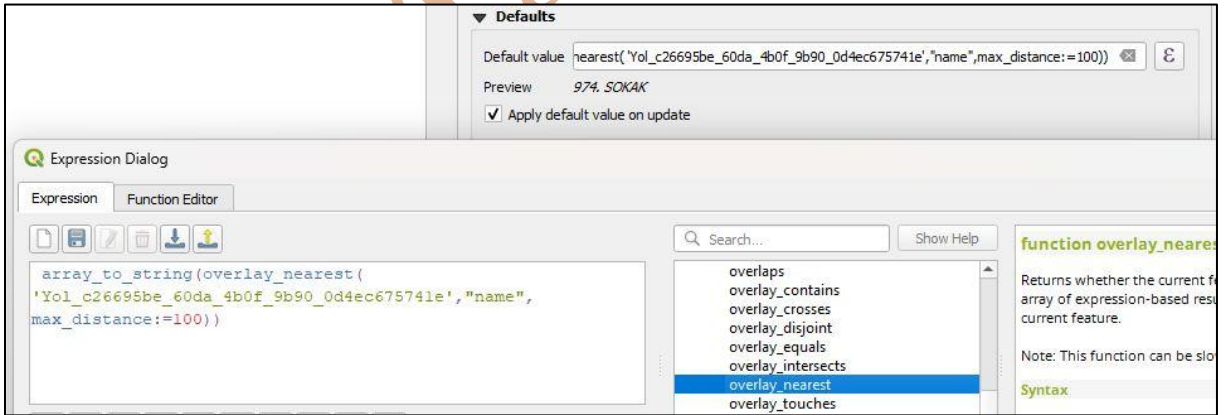 Defaults
Default value nearest( 'Yol_c26695be_60da_4b0f_9b90_0d4ec675741e',"name",max_distance:=100)) ε
Preview 974. SOKAK
Apply default value on update
Expression Dialog
Expression Function Editor
Search... Show Help
array_to_string(overlay_nearest(
'Yol_c26695be_60da_4b0f_9b90_0d4ec675741e',"name",
max_distance:=100))
overlaps
overlay_contains
overlay_crosses
overlay_disjoint
overlay_equals
overlay_intersects
overlay_nearest
overlay_touches
function overlay_neares
Returns whether the current fe
array of expression-based resu
current feature.
Note: This function can be slo
Syntax